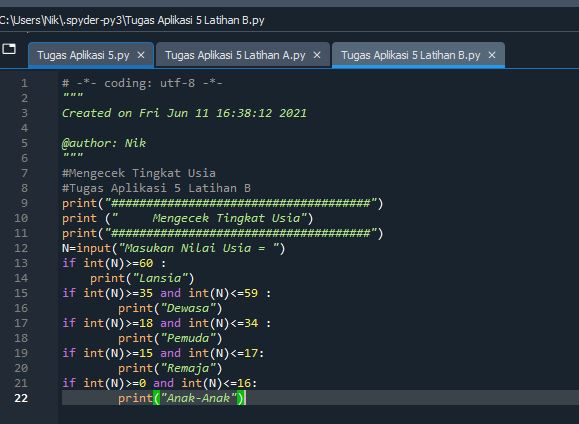 C:\Users\Nik\.spyder-py3\Tugas Aplikasi 5 Latihan B.py
Tugas Aplikasi 5.py × Tugas Aplikasi 5 Latihan A.py × Tugas Aplikasi 5 Latihan B.py ×
1 # -*- coding: utf-8 -*-
2 """
3 Created on Fri Jun 11 16:38:12 2021
4
5 @author: Nik
6 """
7 #Mengecek Tingkat Usia
8 #Tugas Aplikasi 5 Latihan B
9 print("#####################################")
10 print ("     Mengecek Tingkat Usia")
11 print("#####################################")
12 N=input("Masukan Nilai Usia = ")
13 if int(N)>=60 :
14     print("Lansia")
15 if int(N)>=35 and int(N)<=59 :
16         print("Dewasa")
17 if int(N)>=18 and int(N)<=34 :
18         print("Pemuda")
19 if int(N)>=15 and int(N)<=17:
20         print("Remaja")
21 if int(N)>=0 and int(N)<=16:
22         print("Anak-Anak")